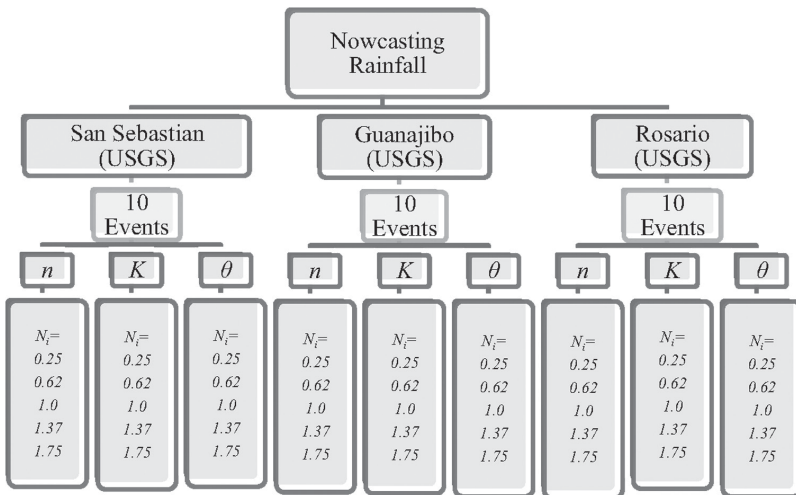 Nowcasting
Rainfall
San Sebastian
(USGS)
Guanajibo
(USGS)
Rosario
(USGS)
10
Events
10
Events
10
Events
n
K
θ
n
K
θ
n
K
θ
Nᵢ=
0.25
0.62
1.0
1.37
1.75
Nᵢ=
0.25
0.62
1.0
1.37
1.75
Nᵢ=
0.25
0.62
1.0
1.37
1.75
Nᵢ=
0.25
0.62
1.0
1.37
1.75
Nᵢ=
0.25
0.62
1.0
1.37
1.75
Nᵢ=
0.25
0.62
1.0
1.37
1.75
Nᵢ=
0.25
0.62
1.0
1.37
1.75
Nᵢ=
0.25
0.62
1.0
1.37
1.75
Nᵢ=
0.25
0.62
1.0
1.37
1.75